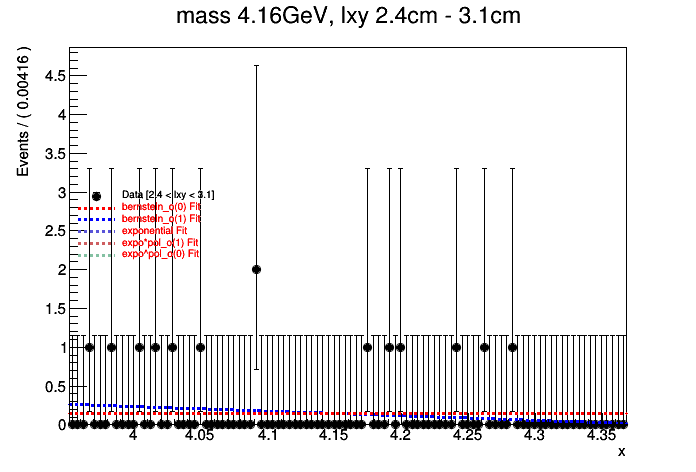 mass 4.16GeV, lxy 2.4cm - 3.1cm
Events / ( 0.00416 )
4.5
4
3.5
3
2.5
2
1.5
1
0.5
0
Data [2.4 < lxy < 3.1]
bernstein_o(0) Fit
bernstein_o(1) Fit
exponential Fit
expo*pol_o(1) Fit
expo^pol_o(0) Fit
4 4.05 4.1 4.15 4.2 4.25 4.3 4.35
x